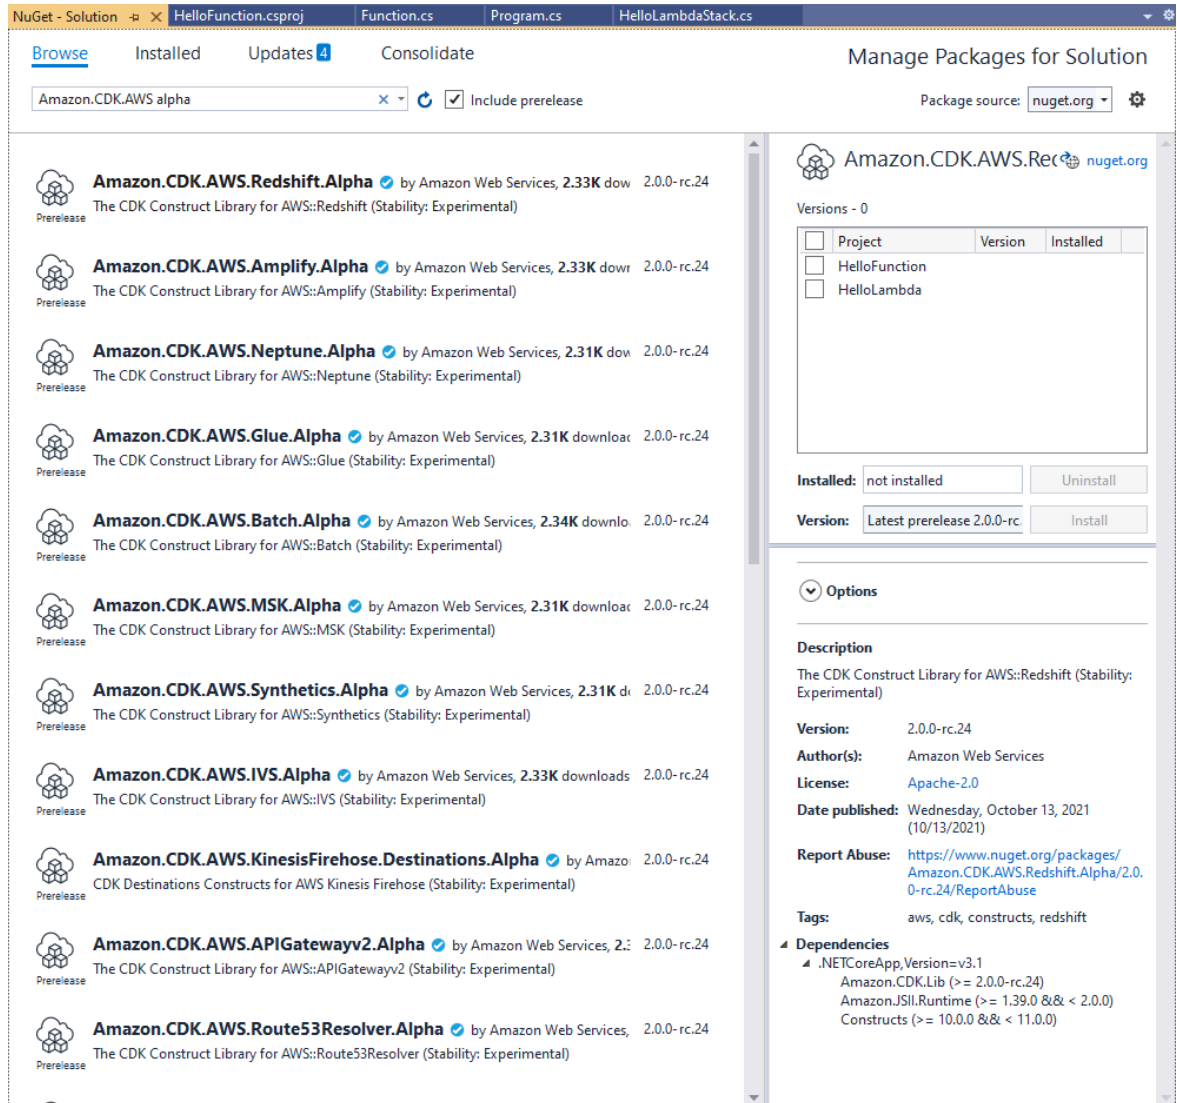 NuGet - Solution
HelloFunction.csproj
Function.cs
Program.cs
HelloLambdaStack.cs
Browse
Installed
Updates 4
Consolidate
Manage Packages for Solution
Amazon.CDK.AWS alpha
Include prerelease
Package source: nuget.org
Amazon.CDK.AWS.Redshift.Alpha by Amazon Web Services, 2.33K dow 2.0.0-rc.24
The CDK Construct Library for AWS::Redshift (Stability: Experimental)
Prerelease
Amazon.CDK.AWS.Amplify.Alpha by Amazon Web Services, 2.33K dowr 2.0.0-rc.24
The CDK Construct Library for AWS::Amplify (Stability: Experimental)
Prerelease
Amazon.CDK.AWS.Neptune.Alpha by Amazon Web Services, 2.31K dow 2.0.0-rc.24
The CDK Construct Library for AWS::Neptune (Stability: Experimental)
Prerelease
Amazon.CDK.AWS.Glue.Alpha by Amazon Web Services, 2.31K downloac 2.0.0-rc.24
The CDK Construct Library for AWS::Glue (Stability: Experimental)
Prerelease
Amazon.CDK.AWS.Batch.Alpha by Amazon Web Services, 2.34K downlo 2.0.0-rc.24
The CDK Construct Library for AWS::Batch (Stability: Experimental)
Prerelease
Amazon.CDK.AWS.MSK.Alpha by Amazon Web Services, 2.31K downloac 2.0.0-rc.24
The CDK Construct Library for AWS::MSK (Stability: Experimental)
Prerelease
Amazon.CDK.AWS.Synthetics.Alpha by Amazon Web Services, 2.31K d 2.0.0-rc.24
The CDK Construct Library for AWS::Synthetics (Stability: Experimental)
Prerelease
Amazon.CDK.AWS.IVS.Alpha by Amazon Web Services, 2.33K downloads 2.0.0-rc.24
The CDK Construct Library for AWS::IVS (Stability: Experimental)
Prerelease
Amazon.CDK.AWS.KinesisFirehose.Destinations.Alpha by Amazo 2.0.0-rc.24
CDK Destinations Constructs for AWS Kinesis Firehose (Stability: Experimental)
Prerelease
Amazon.CDK.AWS.APIGatewayv2.Alpha by Amazon Web Services, 2. 2.0.0-rc.24
The CDK Construct Library for AWS::APIGatewayv2 (Stability: Experimental)
Prerelease
Amazon.CDK.AWS.Route53Resolver.Alpha by Amazon Web Services, 2.0.0-rc.24
The CDK Construct Library for AWS::Route53Resolver (Stability: Experimental)
Prerelease
Amazon.CDK.AWS.Rec nuget.org
Versions - 0
Project Version Installed
HelloFunction
HelloLambda
Installed: not installed Uninstall
Version: Latest prerelease 2.0.0-rc. Install
Options
Description
The CDK Construct Library for AWS::Redshift (Stability:
Experimental)
Version: 2.0.0-rc.24
Author(s): Amazon Web Services
License: Apache-2.0
Date published: Wednesday, October 13, 2021
(10/13/2021)
Report Abuse: https://www.nuget.org/packages/
Amazon.CDK.AWS.Redshift.Alpha/2.0.
0-rc.24/ReportAbuse
Tags: aws, cdk, constructs, redshift
Dependencies
.NETCoreApp,Version=v3.1
Amazon.CDK.Lib (>= 2.0.0-rc.24)
Amazon.JSII.Runtime (>= 1.39.0 && < 2.0.0)
Constructs (>= 10.0.0 && < 11.0.0)